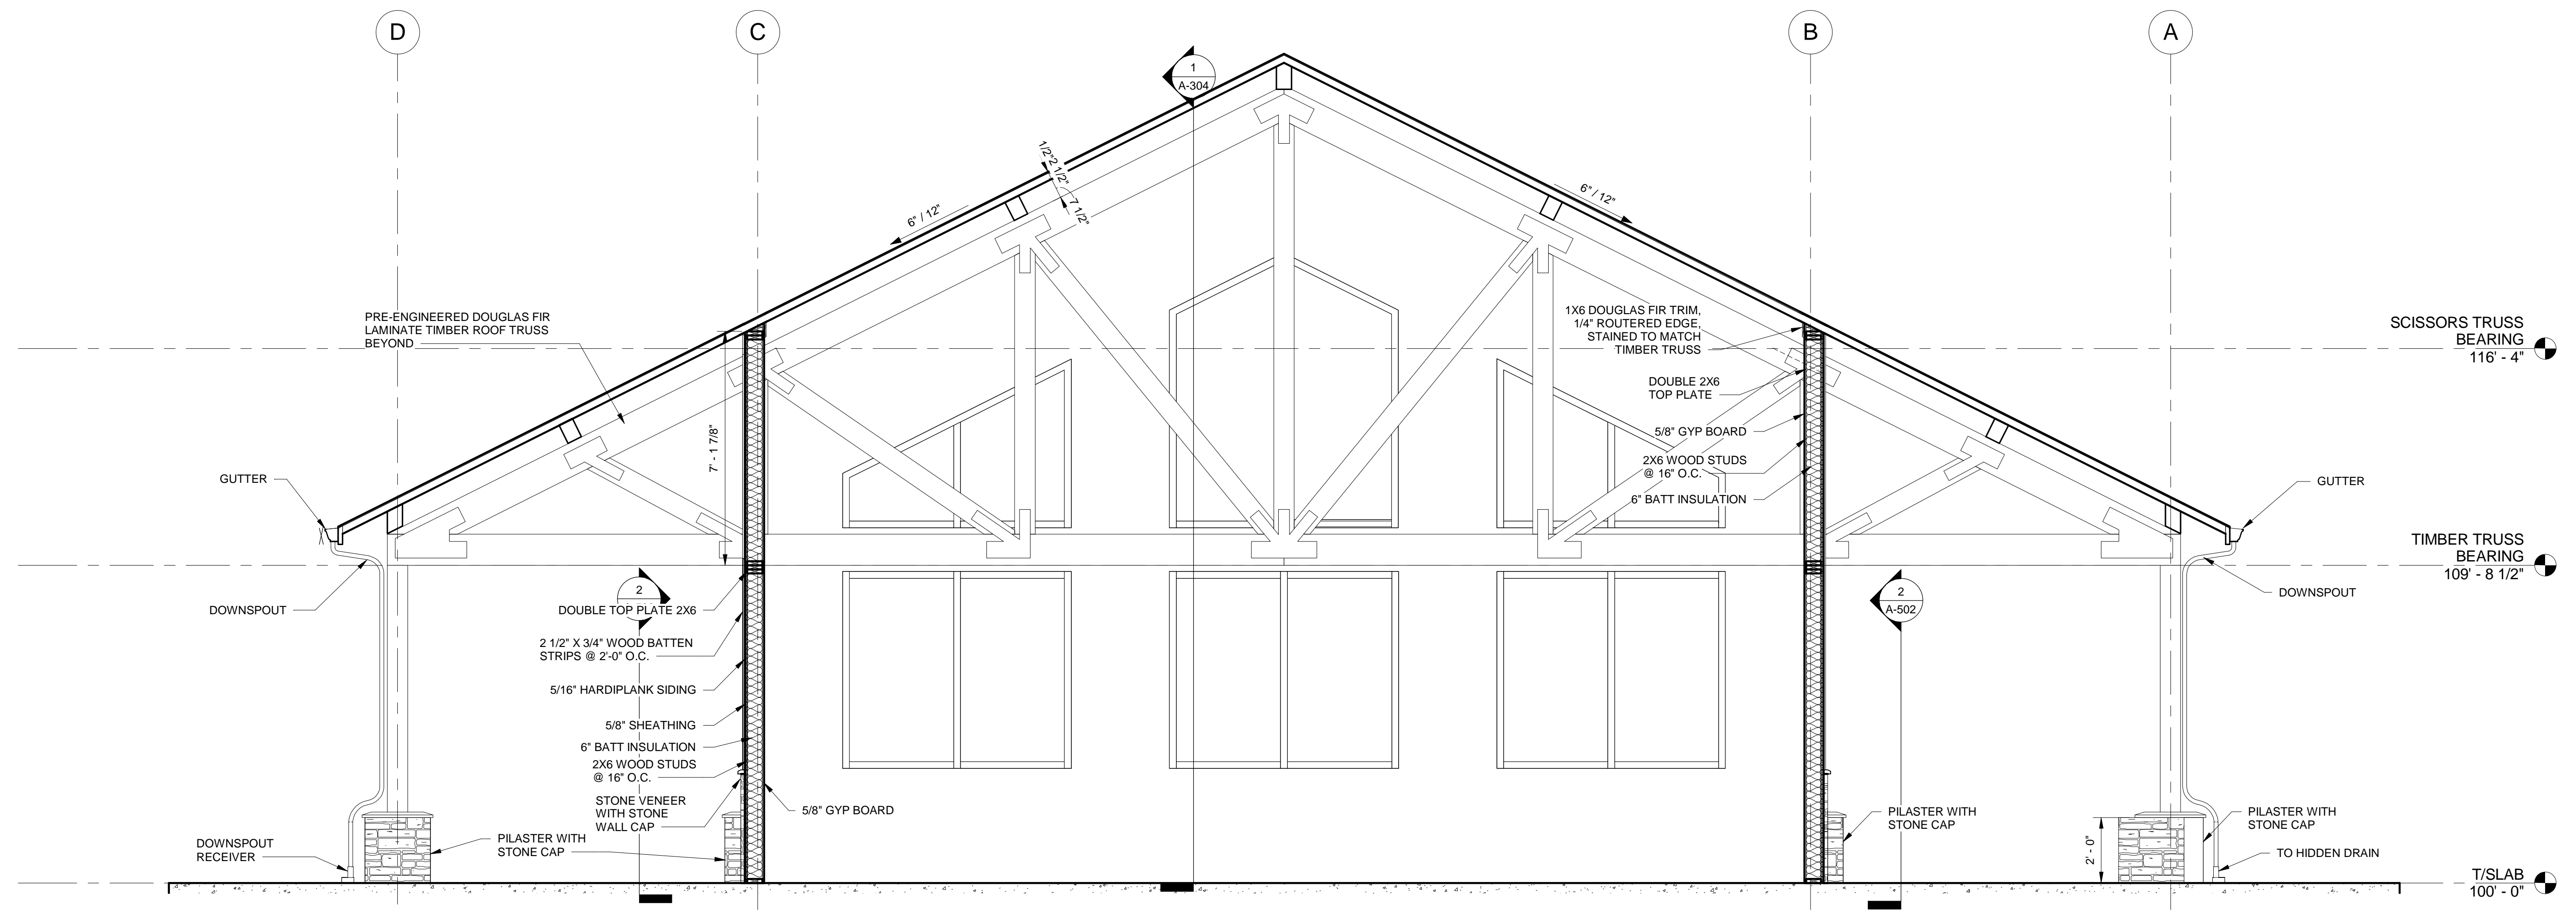 D
C
B
A
1
A-304
1/2"
2 1/2"
7 1/2"
6" / 12"
6" / 12"
PRE-ENGINEERED DOUGLAS FIR
LAMINATE TIMBER ROOF TRUSS
BEYOND
1X6 DOUGLAS FIR TRIM,
1/4" ROUTERED EDGE,
STAINED TO MATCH
TIMBER TRUSS
SCISSORS TRUSS
BEARING
116' - 4"
DOUBLE 2X6
TOP PLATE
7' - 1 7/8"
5/8" GYP BOARD
2X6 WOOD STUDS
@ 16" O.C.
6" BATT INSULATION
GUTTER
GUTTER
TIMBER TRUSS
BEARING
109' - 8 1/2"
DOWNSPOUT
DOWNSPOUT
2
DOUBLE TOP PLATE 2X6
2
A-502
2 1/2" X 3/4" WOOD BATTEN
STRIPS @ 2'-0" O.C.
5/16" HARDIPLANK SIDING
5/8" SHEATHING
6" BATT INSULATION
2X6 WOOD STUDS
@ 16" O.C.
STONE VENEER
WITH STONE
WALL CAP
5/8" GYP BOARD
PILASTER WITH
STONE CAP
PILASTER WITH
STONE CAP
DOWNSPOUT
RECEIVER
PILASTER WITH
STONE CAP
2' - 0"
TO HIDDEN DRAIN
T/SLAB
100' - 0"